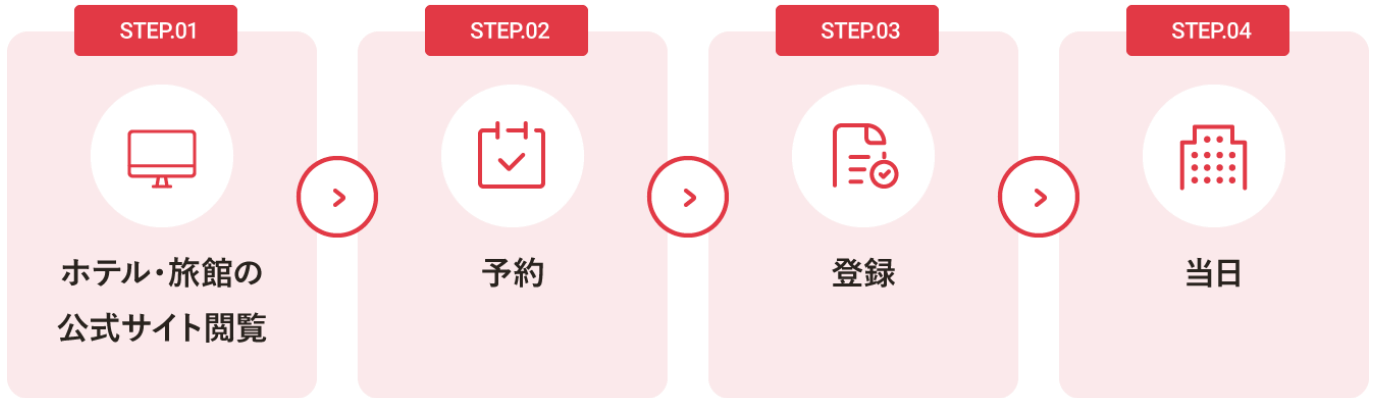 STEP.01
ホテル・旅館の
公式サイト閲覧
STEP.02
予約
STEP.03
登録
STEP.04
当日